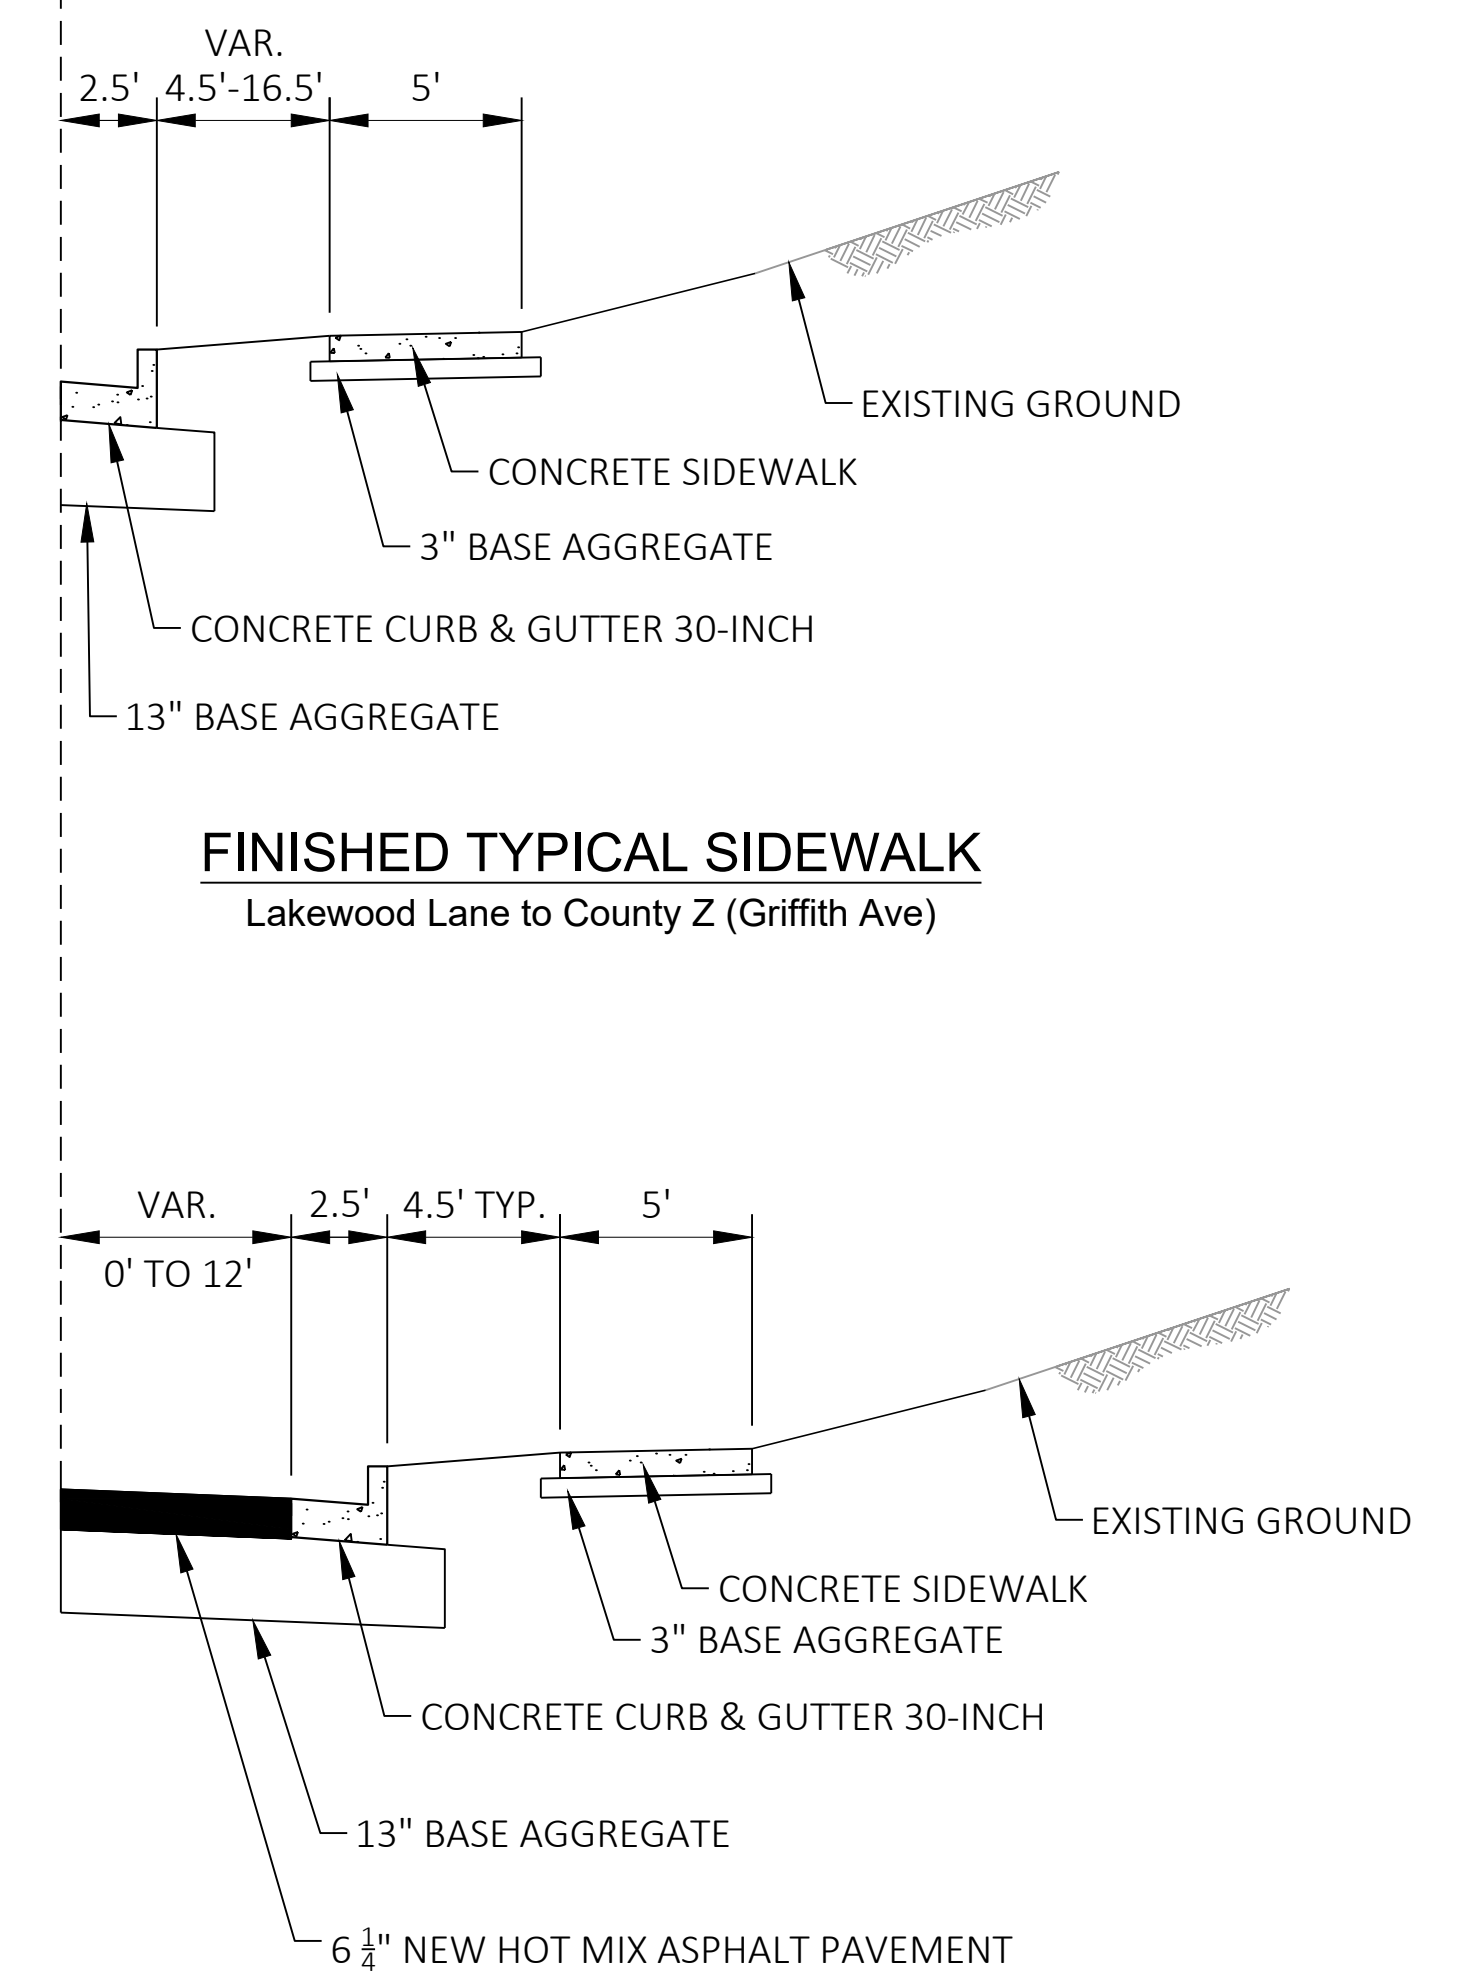 VAR.
2.5' 4.5'-16.5' 5'
EXISTING GROUND
CONCRETE SIDEWALK
3" BASE AGGREGATE
CONCRETE CURB & GUTTER 30-INCH
13" BASE AGGREGATE
FINISHED TYPICAL SIDEWALK
Lakewood Lane to County Z (Griffith Ave)
VAR. 2.5' 4.5' TYP. 5'
0' TO 12'
EXISTING GROUND
CONCRETE SIDEWALK
3" BASE AGGREGATE
CONCRETE CURB & GUTTER 30-INCH
13" BASE AGGREGATE
6 1/4" NEW HOT MIX ASPHALT PAVEMENT